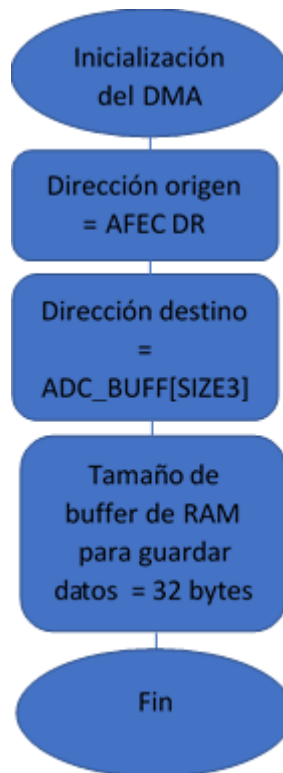 Inicialización
del DMA
Dirección origen
= AFEC DR
Dirección destino
=
ADC_BUFF[SIZE3]
Tamaño de
buffer de RAM
para guardar
datos = 32 bytes
Fin